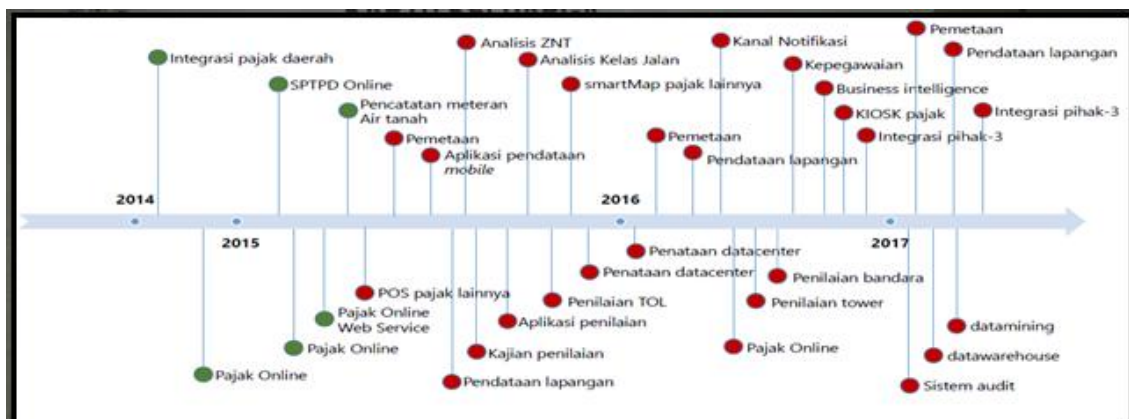 Pemetaan
Analisis ZNT
Kanal Notifikasi
Pendataan lapangan
Integrasi pajak daerah
Analisis Kelas Jalan
Kepegawaian
SPTPD Online
smartMap pajak lainnya
Business intelligence
Pencatatan meteran
Air tanah
KIOSK pajak
Integrasi pihak-3
Pemetaan
Pemetaan
Integrasi pihak-3
Aplikasi pendataan
mobile
Pendataan lapangan
2014
2016
2015
2017
Penataan datacenter
Penataan datacenter
Penilaian bandara
POS pajak lainnya
Penilaian TOL
Penilaian tower
Pajak Online
Web Service
Aplikasi penilaian
datamining
Pajak Online
Kajian penilaian
Pajak Online
datawarehouse
Pajak Online
Pendataan lapangan
Sistem audit